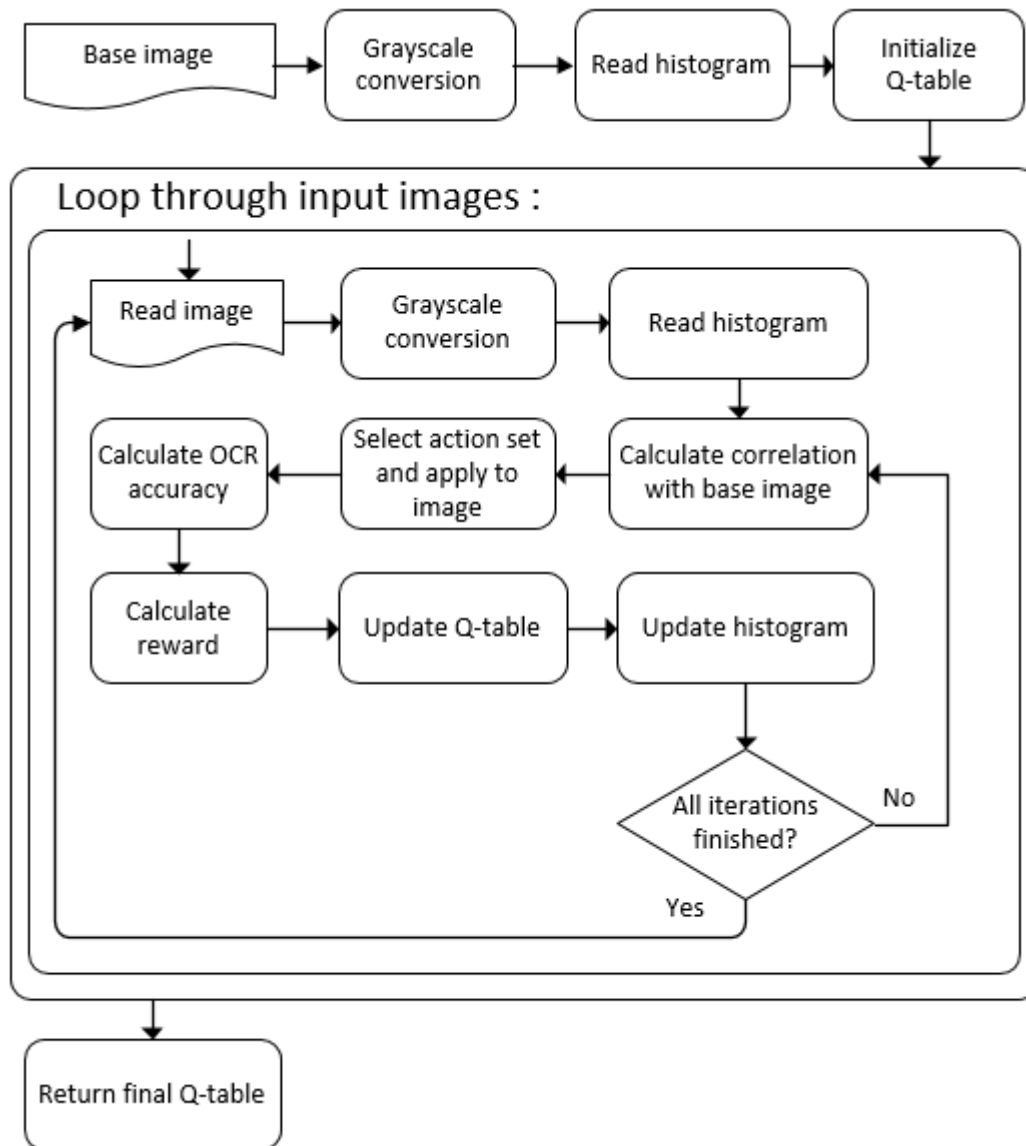 Base image
Grayscale
conversion
Read histogram
Initialize
Q-table
Loop through input images :
Read image
Grayscale
conversion
Read histogram
Calculate correlation
with base image
Select action set
and apply to
image
Calculate OCR
accuracy
Calculate
reward
Update Q-table
Update histogram
All iterations
finished?
No
Yes
Return final Q-table